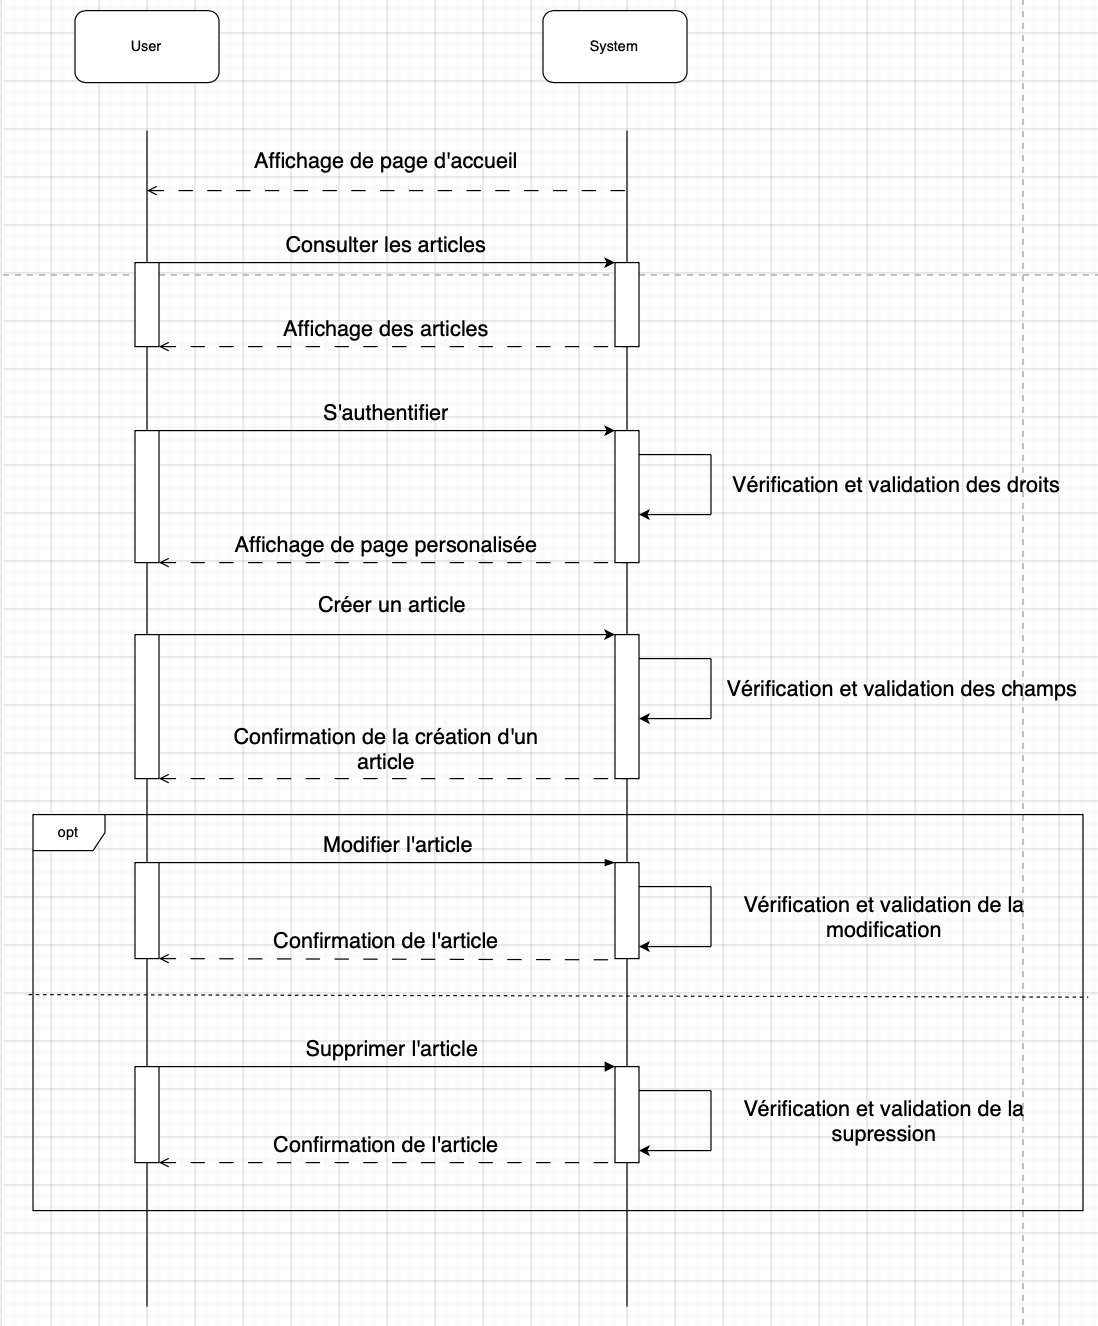 User
System
Affichage de page d'accueil
Consulter les articles
Affichage des articles
S'authentifier
Vérification et validation des droits
Affichage de page personalisée
Créer un article
Vérification et validation des champs
Confirmation de la création d'un
article
opt
Modifier l'article
Vérification et validation de la
modification
Confirmation de l'article
Supprimer l'article
Vérification et validation de la
supression
Confirmation de l'article